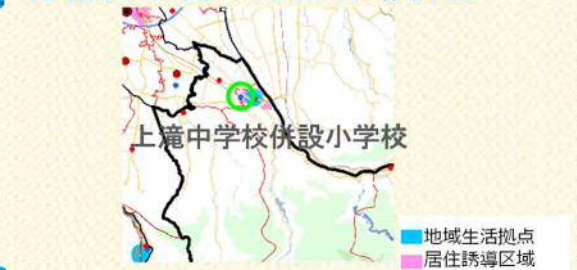 上滝中学校併設小学校
地域生活拠点
居住誘導区域